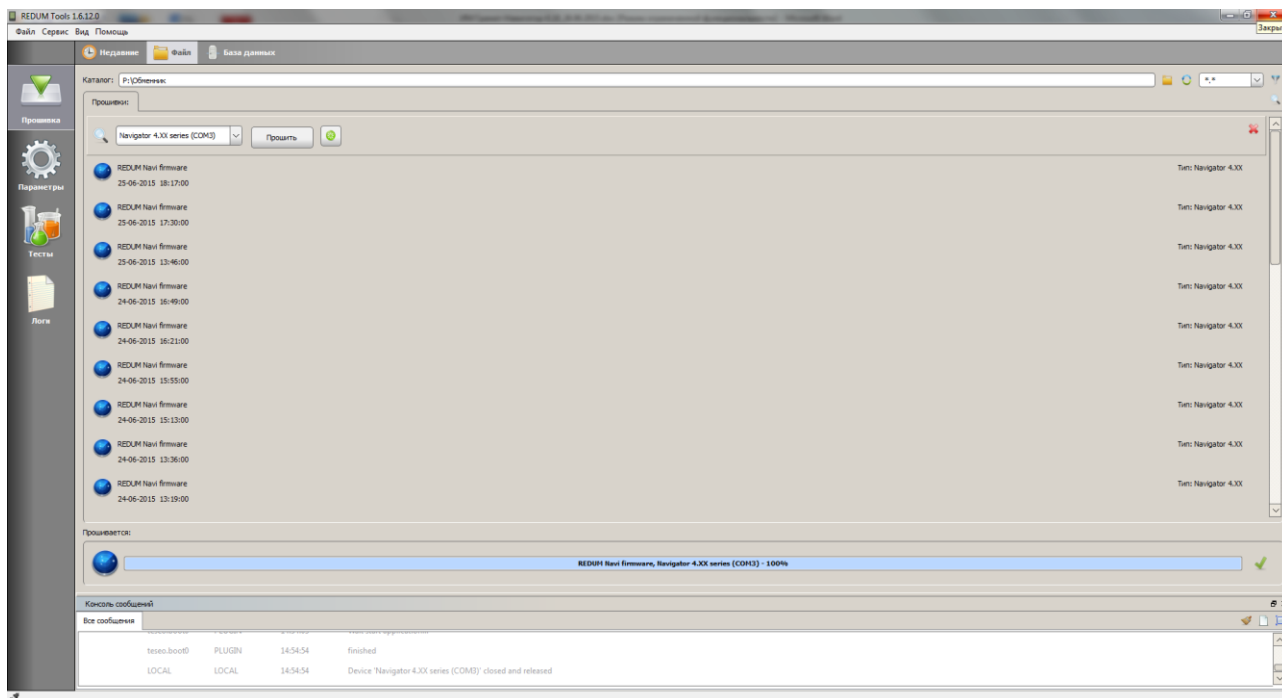 REDUM Tools 1.6.12.0
Файл Сервис Вид Помощь
Закры
Недавние Файл База данных
Каталог: P:\Обменник *.*
Прошивки:
Прошивка
Navigator 4.XX series (COM3) Прошить
REDUM Navi firmware Тип: Navigator 4.XX
25-06-2015 18:17:00
Параметры
REDUM Navi firmware Тип: Navigator 4.XX
25-06-2015 17:30:00
REDUM Navi firmware Тип: Navigator 4.XX
Тесты
25-06-2015 13:46:00
REDUM Navi firmware Тип: Navigator 4.XX
24-06-2015 16:49:00
Логи
REDUM Navi firmware Тип: Navigator 4.XX
24-06-2015 16:21:00
REDUM Navi firmware Тип: Navigator 4.XX
24-06-2015 15:55:00
REDUM Navi firmware Тип: Navigator 4.XX
24-06-2015 15:13:00
REDUM Navi firmware Тип: Navigator 4.XX
24-06-2015 13:36:00
REDUM Navi firmware Тип: Navigator 4.XX
24-06-2015 13:19:00
Прошивается:
REDUM Navi firmware, Navigator 4.XX series (COM3) - 100%
Консоль сообщений
Все сообщения
teseo.boot0 PLUGIN 14:54:54 finished
LOCAL LOCAL 14:54:54 Device 'Navigator 4.XX series (COM3)' closed and released